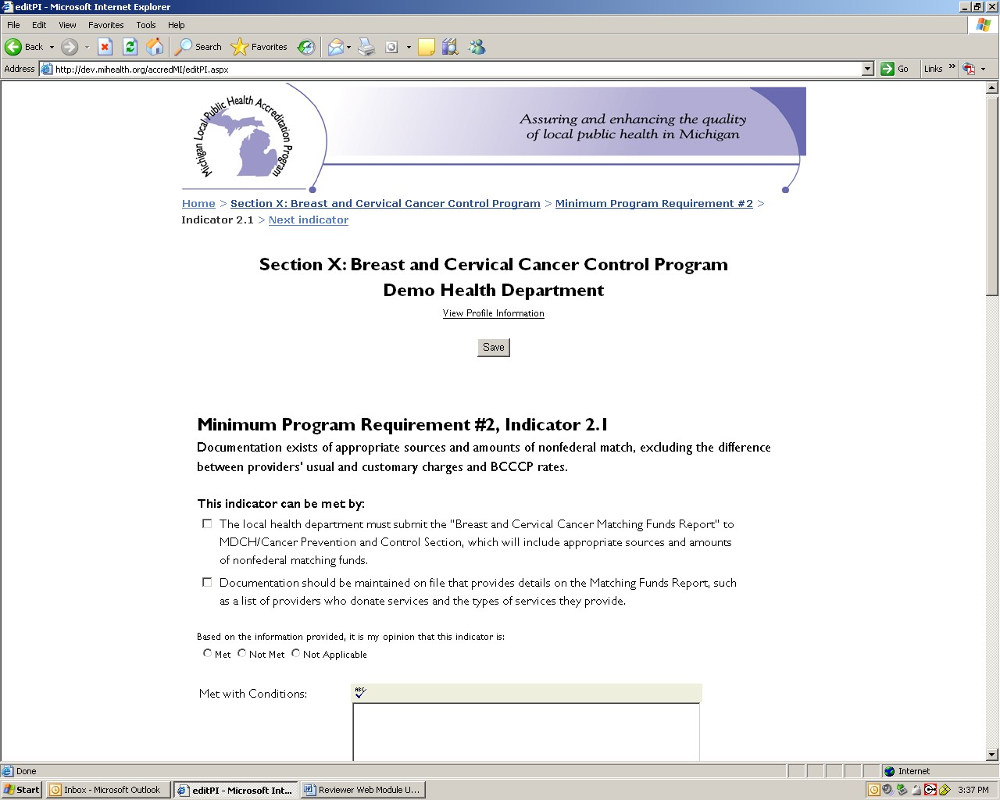 editPI - Microsoft Internet Explorer
File Edit View Favorites Tools Help
Back Search Favorites
Address http://dev.mihealth.org/accredMI/editPI.aspx Go Links »
Michigan Local Public Health Accreditation Program
Assuring and enhancing the quality
of local public health in Michigan
Home > Section X: Breast and Cervical Cancer Control Program > Minimum Program Requirement #2 >
Indicator 2.1 > Next indicator
Section X: Breast and Cervical Cancer Control Program
Demo Health Department
View Profile Information
Save
Minimum Program Requirement #2, Indicator 2.1
Documentation exists of appropriate sources and amounts of nonfederal match, excluding the difference
between providers' usual and customary charges and BCCCP rates.
This indicator can be met by:
The local health department must submit the "Breast and Cervical Cancer Matching Funds Report" to
MDCH/Cancer Prevention and Control Section, which will include appropriate sources and amounts
of nonfederal matching funds.
Documentation should be maintained on file that provides details on the Matching Funds Report, such
as a list of providers who donate services and the types of services they provide.
Based on the information provided, it is my opinion that this indicator is:
Met Not Met Not Applicable
Met with Conditions:
ABC
Done Internet
Start Inbox - Microsoft Outlook editPI - Microsoft Int... Reviewer Web Module U... 3:37 PM